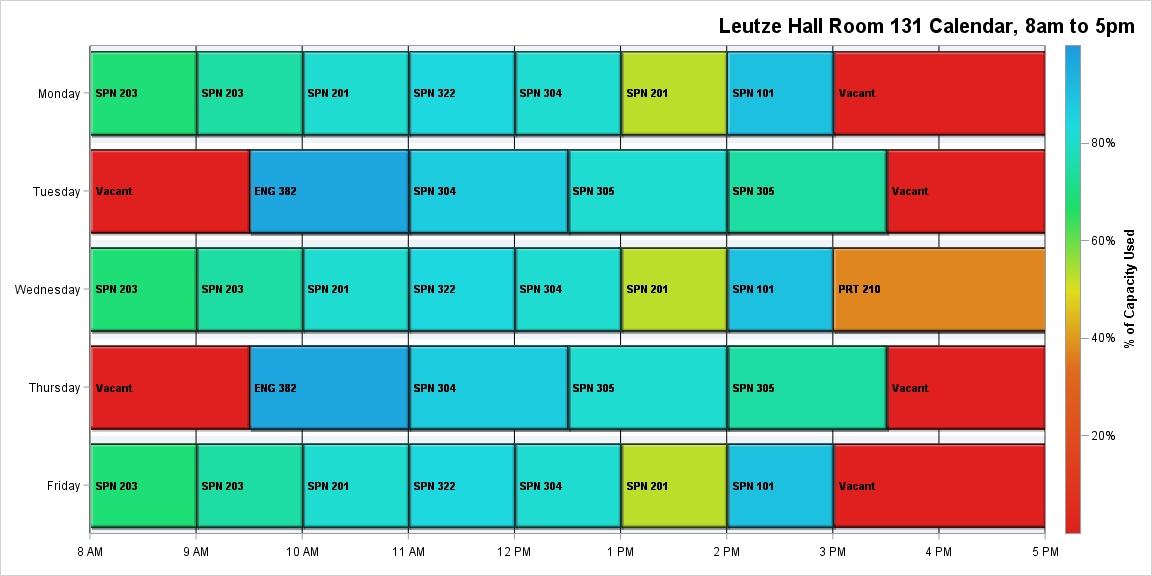 Leutze Hall Room 131 Calendar, 8am to 5pm
Monday SPN 203 SPN 203 SPN 201 SPN 322 SPN 304 SPN 201 SPN 101 Vacant
80%
Tuesday Vacant ENG 382 SPN 304 SPN 305 SPN 305 Vacant
60%
Wednesday SPN 203 SPN 203 SPN 201 SPN 322 SPN 304 SPN 201 SPN 101 PRT 210
% of Capacity Used
40%
Thursday Vacant ENG 382 SPN 304 SPN 305 SPN 305 Vacant
20%
Friday SPN 203 SPN 203 SPN 201 SPN 322 SPN 304 SPN 201 SPN 101 Vacant
8 AM 9 AM 10 AM 11 AM 12 PM 1 PM 2 PM 3 PM 4 PM 5 PM